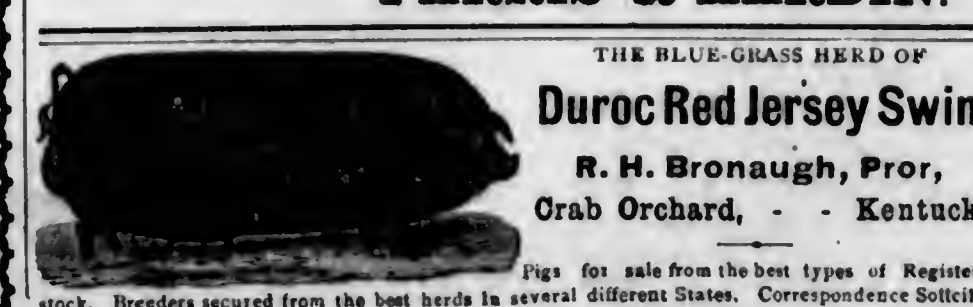 THE BLUE-GRASS HERD OF
Duroc Red Jersey Swin
R. H. Bronaugh, Pror,
Crab Orchard, - - Kentuck
Pigs for sale from the best types of Register
stock. Breeders secured from the best herds in several different States. Correspondence Solicit